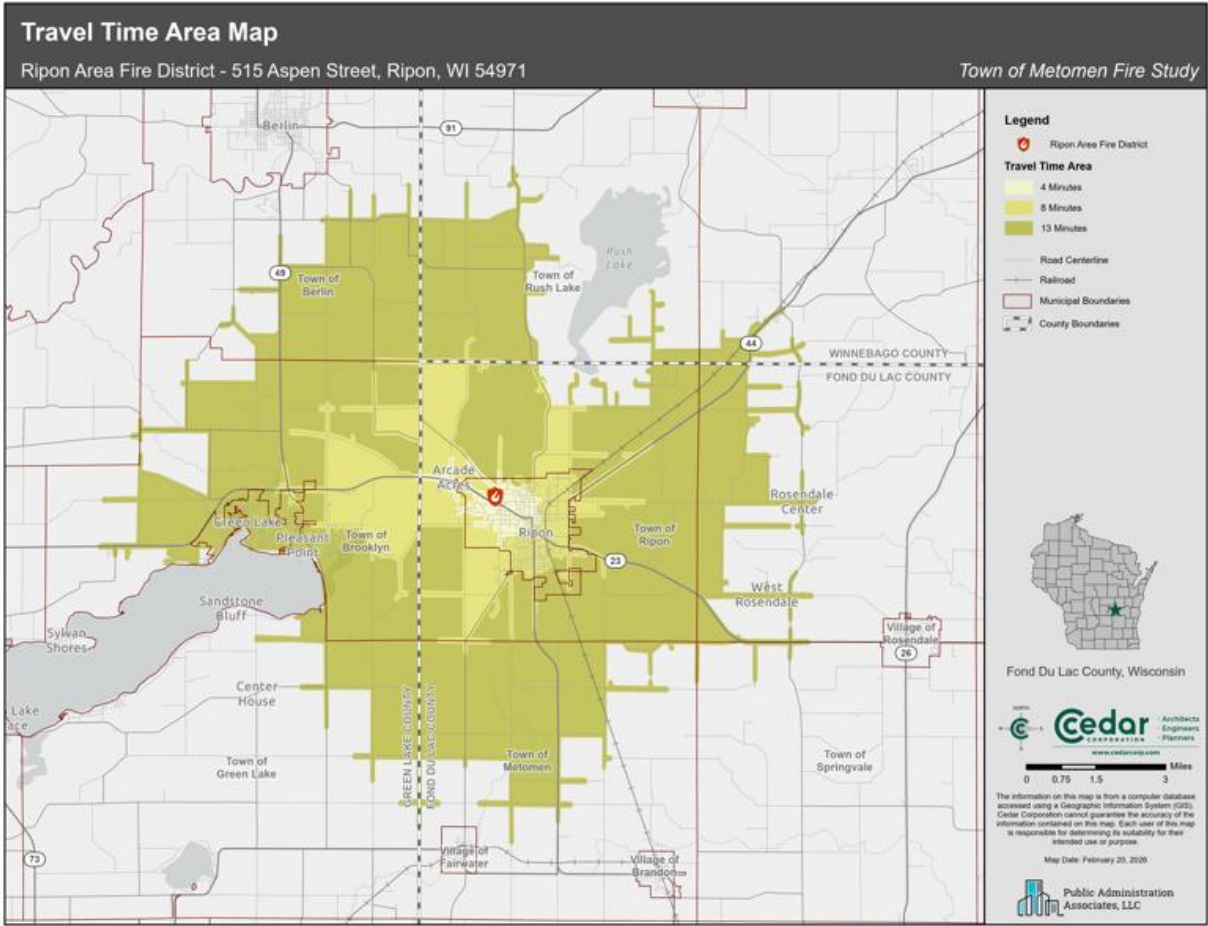 Travel Time Area Map
Ripon Area Fire District - 515 Aspen Street, Ripon, WI 54971
Town of Metomen Fire Study
Berlin
91
49
Town of
Berlin
Town of
Rush Lake
Rush
Lake
44
WINNEBAGO COUNTY
FOND DU LAC COUNTY
Arcade
Acres
Rosendale
Center
Green Lake
Pleasant
Point
Town of
Brooklyn
Ripon
Town of
Ripon
23
West
Rosendale
Sandstone
Bluff
Sylvan
Shores
Village of
Rosendale
26
Center
House
Lake
ace
GREEN LAKE COUNTY
FOND DU LAC COUNTY
Town of
Green Lake
Town of
Metomen
Town of
Springvale
73
Village of
Fairwater
Village of
Brandon
Legend
Ripon Area Fire District
Travel Time Area
4 Minutes
8 Minutes
13 Minutes
Road Centerline
Railroad
Municipal Boundaries
County Boundaries
Fond Du Lac County, Wisconsin
NORTH
C
Cedar
CORPORATION
Architects
Engineers
Planners
www.cedarcorp.com
Miles
0 0.75 1.5 3
The information on this map is from a computer database
accessed using a Geographic Information System (GIS).
Cedar Corporation cannot guarantee the accuracy of the
information contained on this map. Each user of this map
is responsible for determining its suitability for their
intended use or purpose.
Map Date: February 20, 2026
Public Administration
Associates, LLC